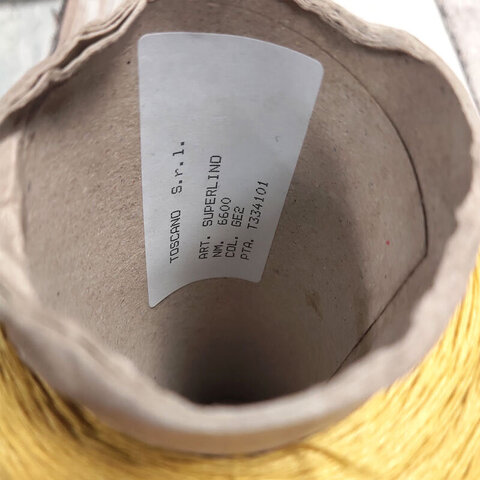 TOSCANO S.r.l.
ART. SUPERLINO
NM. 6600
COL. GE2
PTA. T334101